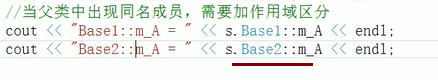 //当父类中出现同名成员，需要加作用域区分
cout << "Base1::m_A = " << s.Base1::m_A << endl;
cout << "Base2::m_A = " << s.Base2::m_A << endl;